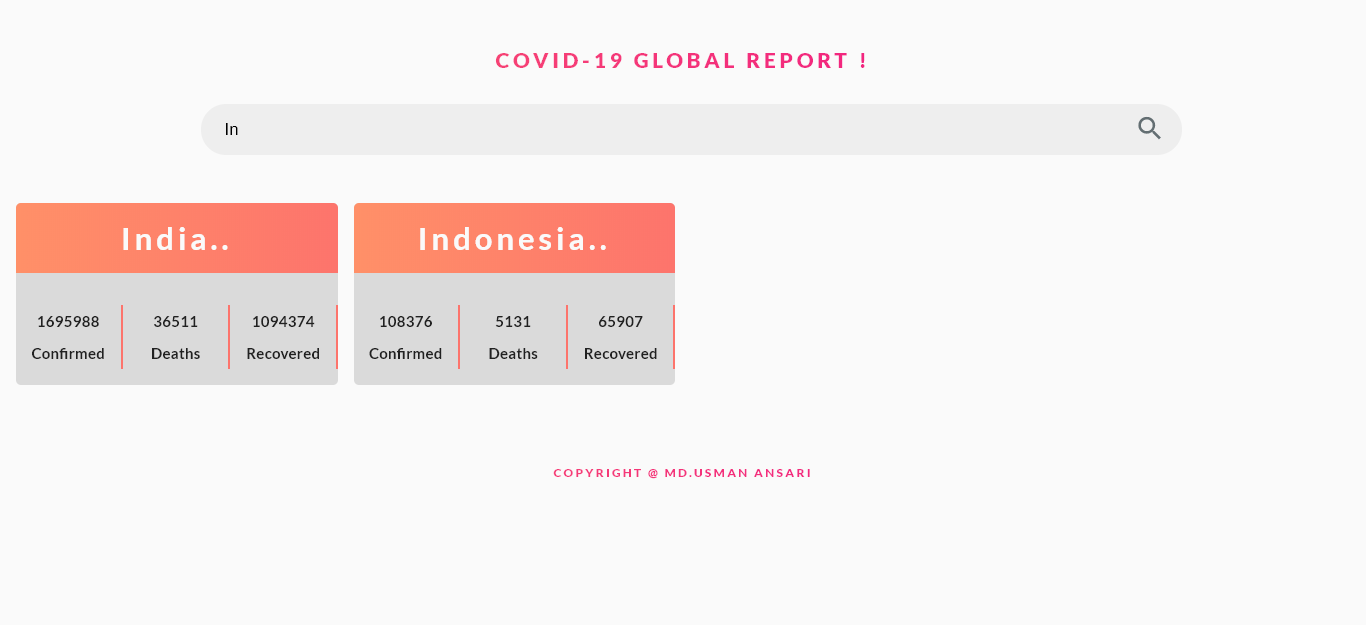 COVID-19 GLOBAL REPORT !
In
India..
1695988 36511 1094374
Confirmed Deaths Recovered
Indonesia..
108376 5131 65907
Confirmed Deaths Recovered
COPYRIGHT @ MD.USMAN ANSARI